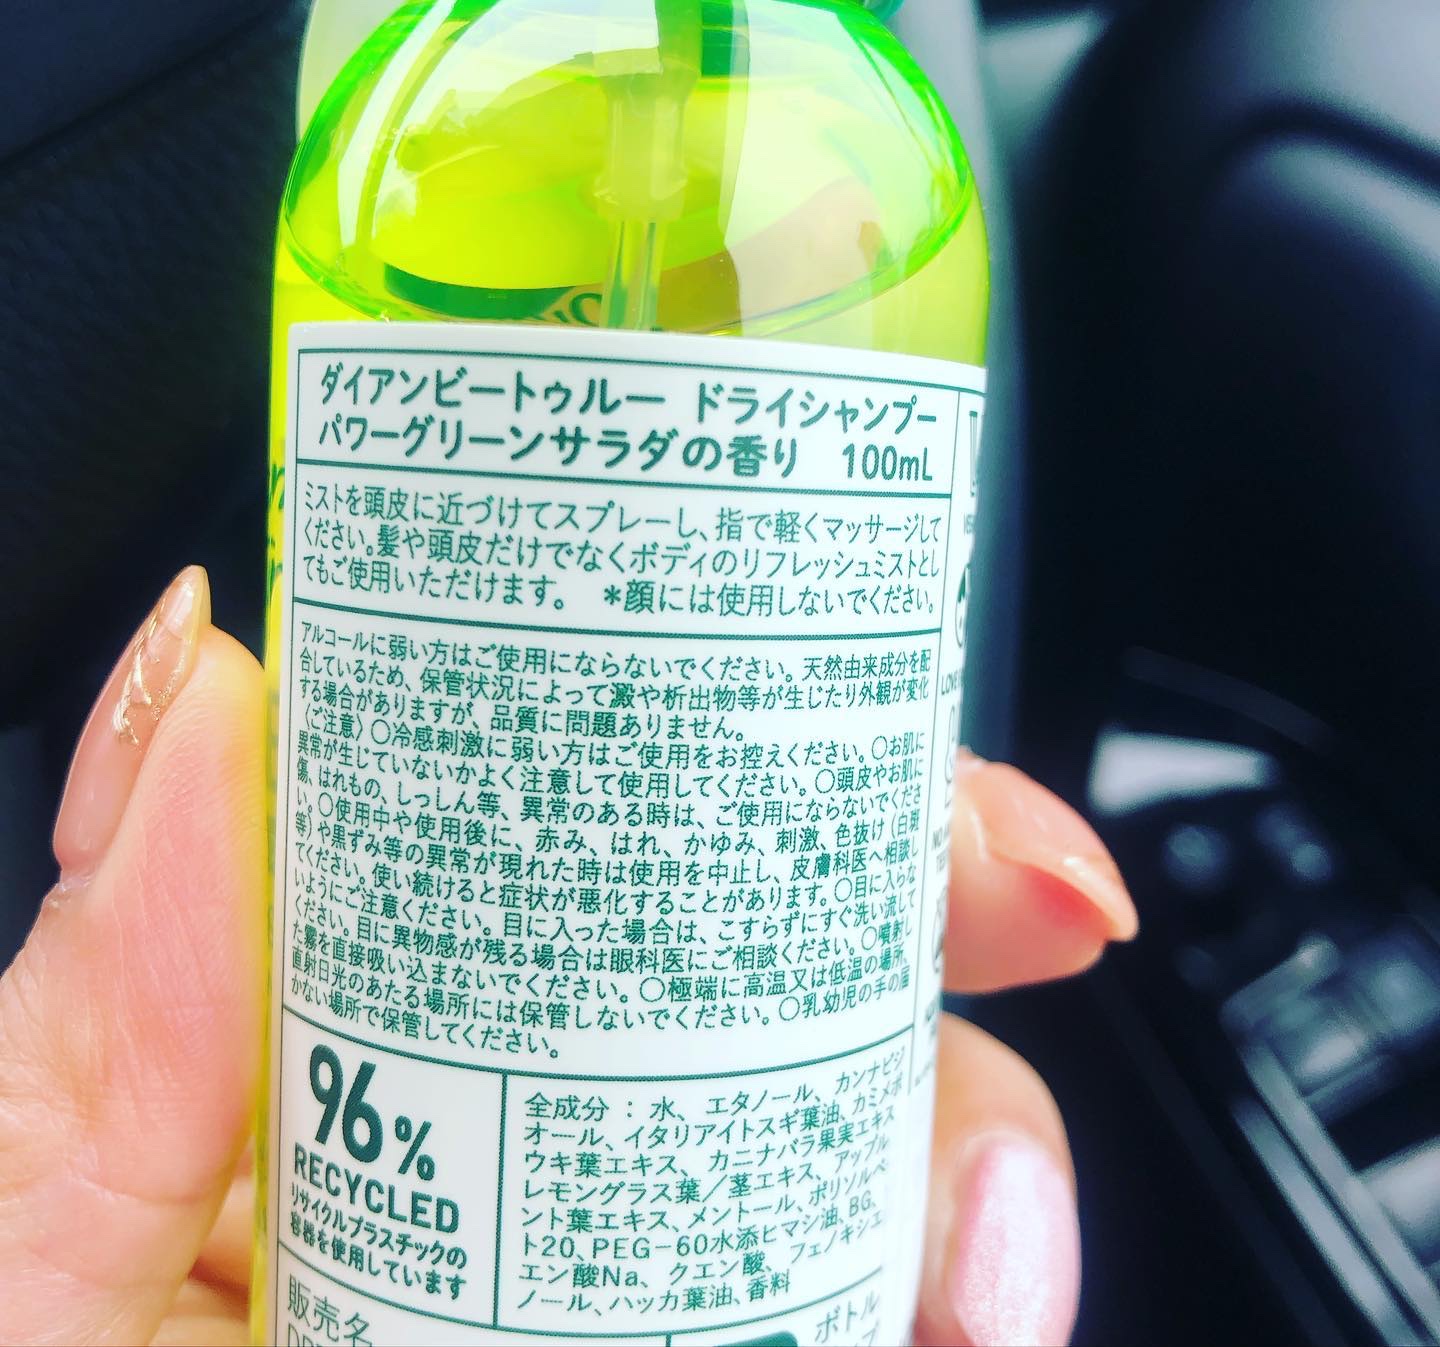 ダイアンビートゥルー ドライシャンプー
パワーグリーンサラダの香り 100mL
ミストを頭皮に近づけてスプレーし、指で軽くマッサージして
ください。髪や頭皮だけでなくボディのリフレッシュミストとし
てもご使用いただけます。 *顔には使用しないでください。
アルコールに弱い方はご使用にならないでください。天然由来成分を配
合しているため、保管状況によって澱や析出物等が生じたり外観が変化
する場合がありますが、品質に問題ありません。
〈ご注意〉○冷感刺激に弱い方はご使用をお控えください。○お肌に
異常が生じていないかよく注意して使用してください。○頭皮やお肌に
傷、はれもの、しっしん等、異常のある時は、ご使用にならないでくださ
い。○使用中や使用後に、赤み、はれ、かゆみ、刺激、色抜け(白斑
等)や黒ずみ等の異常が現れた時は使用を中止し、皮膚科医へ相談し
てください。使い続けると症状が悪化することがあります。○目に入らな
いようにご注意ください。目に入った場合は、こすらずにすぐ洗い流して
ください。目に異物感が残る場合は眼科医にご相談ください。○噴射し
た霧を直接吸い込まないでください。○極端に高温又は低温の場所、
直射日光のあたる場所には保管しないでください。○乳幼児の手の届
かない場所で保管してください。
96%
RECYCLED
リサイクルプラスチックの
容器を使用しています
全成分:水、エタノール、カンナビジ
オール、イタリアイトスギ葉油、カミメボ
ウキ葉エキス、カニナバラ果実エキス
レモングラス葉/茎エキス、アップル
ント葉エキス、メントール、ポリソルベー
ト20、PEG-60水添ヒマシ油、BG、
エン酸Na、クエン酸、フェノキシエ
ノール、ハッカ葉油、香料
販売名
ボトル